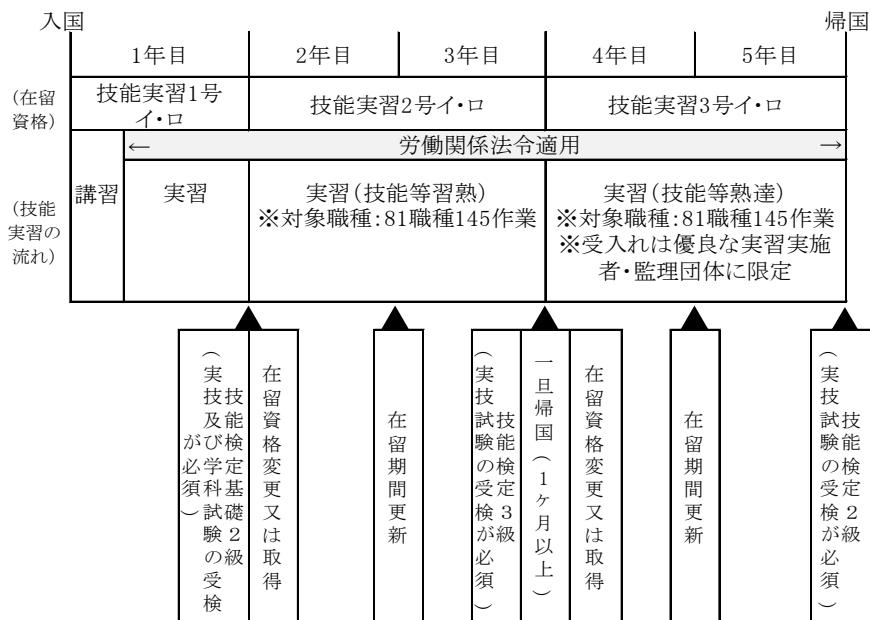 入国
帰国
1年目
2年目
3年目
4年目
5年目
(在留
資格)
技能実習1号
イ・ロ
技能実習2号イ・ロ
技能実習3号イ・ロ
← 労働関係法令適用 →
(技能
実習の
流れ)
講習
実習
実習(技能等習熟)
※対象職種:81職種145作業
実習(技能等熟達)
※対象職種:81職種145作業
※受入れは優良な実習実施
者・監理団体に限定
技能検定基礎2級
(実技及び学科試験の受検
が必須)
在留資格変更又は取得
在留期間更新
技能検定3級
(実技試験の受検が必須)
一旦帰国(1ヶ月以上)
在留資格変更又は取得
在留期間更新
技能検定2級
(実技試験の受検が必須)